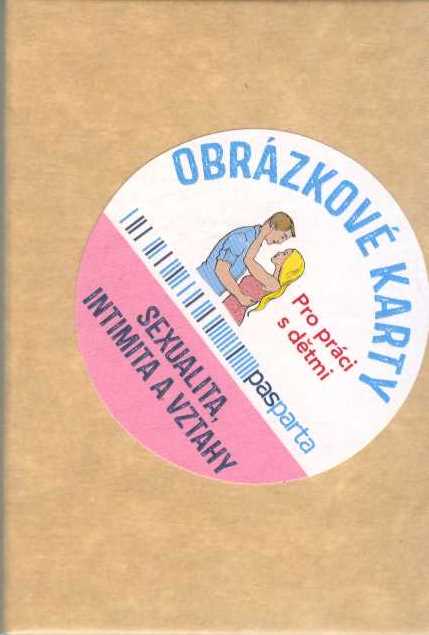 OBRÁZKOVÉ KARTY
Pro práci
s dětmi
pasparta
SEXUALITA,
INTIMITA A VZTAHY